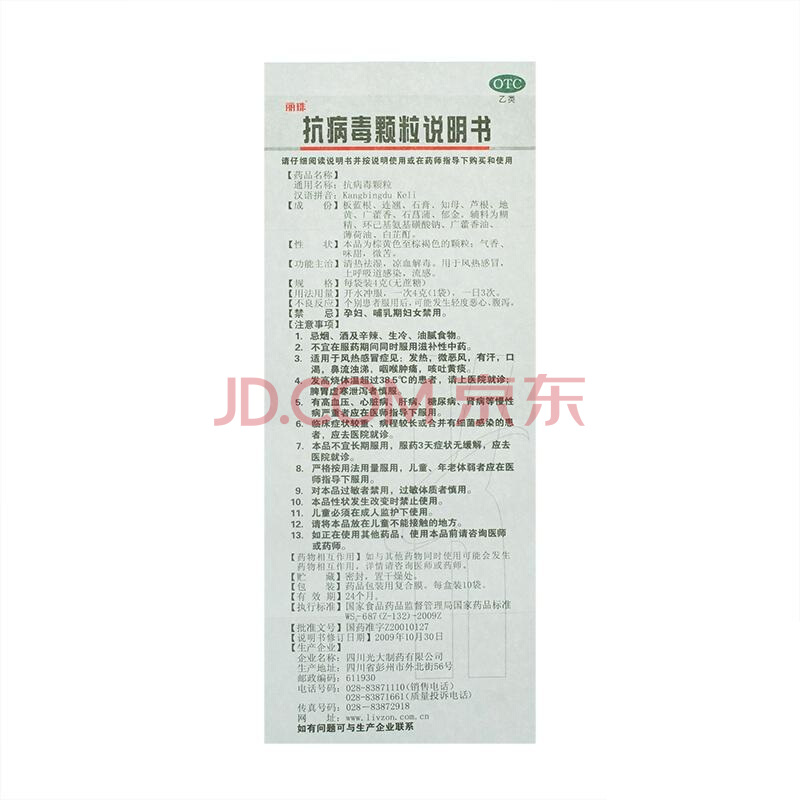 OTC
乙类
丽珠
抗病毒颗粒说明书
请仔细阅读说明书并按说明使用或在药师指导下购买和使用
【药品名称】
通用名称：抗病毒颗粒
汉语拼音：Kangbingdu Keli
【成 份】板蓝根、连翘、石膏、知母、芦根、地
黄、广藿香、石菖蒲、郁金，辅料为糊
精、环己基氨基磺酸钠、广藿香油、
薄荷油、白芷酊。
【性 状】本品为棕黄色至棕褐色的颗粒；气香、
味甜，微苦。
【功能主治】清热祛湿，凉血解毒。用于风热感冒，
上呼吸道感染，流感。
【规 格】每袋装4克(无蔗糖)
【用法用量】开水冲服，一次4克(1袋)，一日3次。
【不良反应】个别患者服用后,可能发生轻度恶心、腹泻。
【禁 忌】孕妇、哺乳期妇女禁用。
【注意事项】
1. 忌烟、酒及辛辣、生冷、油腻食物。
2. 不宜在服药期间同时服用滋补性中药。
3. 适用于风热感冒症见：发热，微恶风，有汗，口
渴，鼻流浊涕，咽喉肿痛，咳吐黄痰。
4. 发高烧体温超过38.5℃的患者，请上医院就诊；
脾胃虚寒泄泻者慎服。
5. 有高血压、心脏病、肝病、糖尿病、肾病等慢性
病严重者应在医师指导下服用。
6. 临床症状较重、病程较长或合并有细菌感染的患
者，应去医院就诊。
7. 本品不宜长期服用，服药3天症状无缓解，应去
医院就诊。
8. 严格按用法用量服用，儿童、年老体弱者应在医
师指导下服用。
9. 对本品过敏者禁用，过敏体质者慎用。
10. 本品性状发生改变时禁止使用。
11. 儿童必须在成人监护下使用。
12. 请将本品放在儿童不能接触的地方。
13. 如正在使用其他药品，使用本品前请咨询医师
或药师。
【药物相互作用】如与其他药物同时使用可能会发生
药物相互作用，详情请咨询医师或药师。
【贮 藏】密封，置干燥处。
【包 装】药品包装用复合膜。每盒装10袋。
【有 效 期】24个月。
【执行标准】国家食品药品监督管理局国家药品标准
WS₃-687(Z-132)-2009Z
【批准文号】国药准字Z20010127
【说明书修订日期】2009年10月30日
【生产企业】
企业名称：四川光大制药有限公司
生产地址：四川省彭州市外北街56号
邮政编码：611930
电话号码：028-83871110(销售电话)
028-83871661(质量投诉电话)
传真号码：028-83872918
网 址：www.livzon.com.cn
如有问题可与生产企业联系
JD.COM 京东